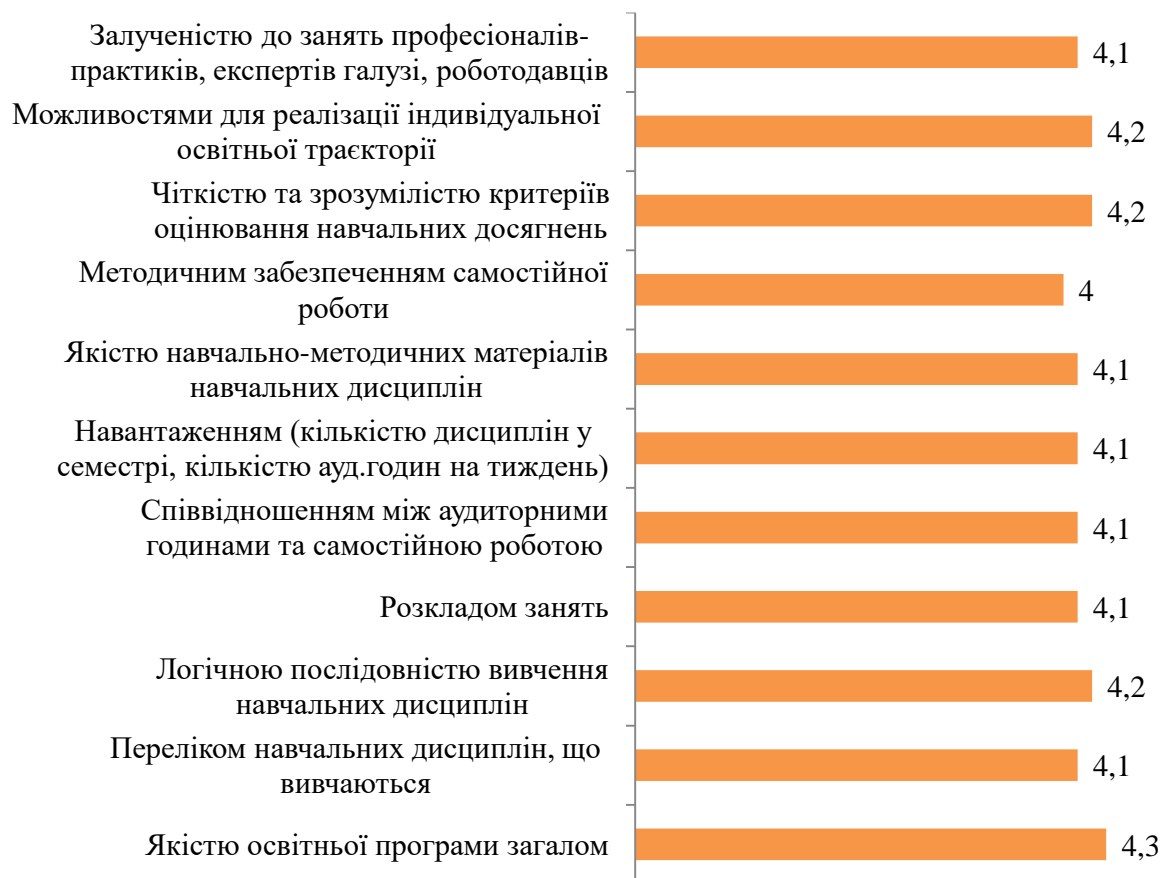 Залученістю до занять професіоналів-
практиків, експертів галузі, роботодавців
4,1
Можливостями для реалізації індивідуальної
освітньої траєкторії
4,2
Чіткістю та зрозумілістю критеріїв
оцінювання навчальних досягнень
4,2
Методичним забезпеченням самостійної
роботи
4
Якістю навчально-методичних матеріалів
навчальних дисциплін
4,1
Навантаженням (кількістю дисциплін у
семестрі, кількістю ауд.годин на тиждень)
4,1
Співвідношенням між аудиторними
годинами та самостійною роботою
4,1
Розкладом занять
4,1
Логічною послідовністю вивчення
навчальних дисциплін
4,2
Переліком навчальних дисциплін, що
вивчаються
4,1
Якістю освітньої програми загалом
4,3